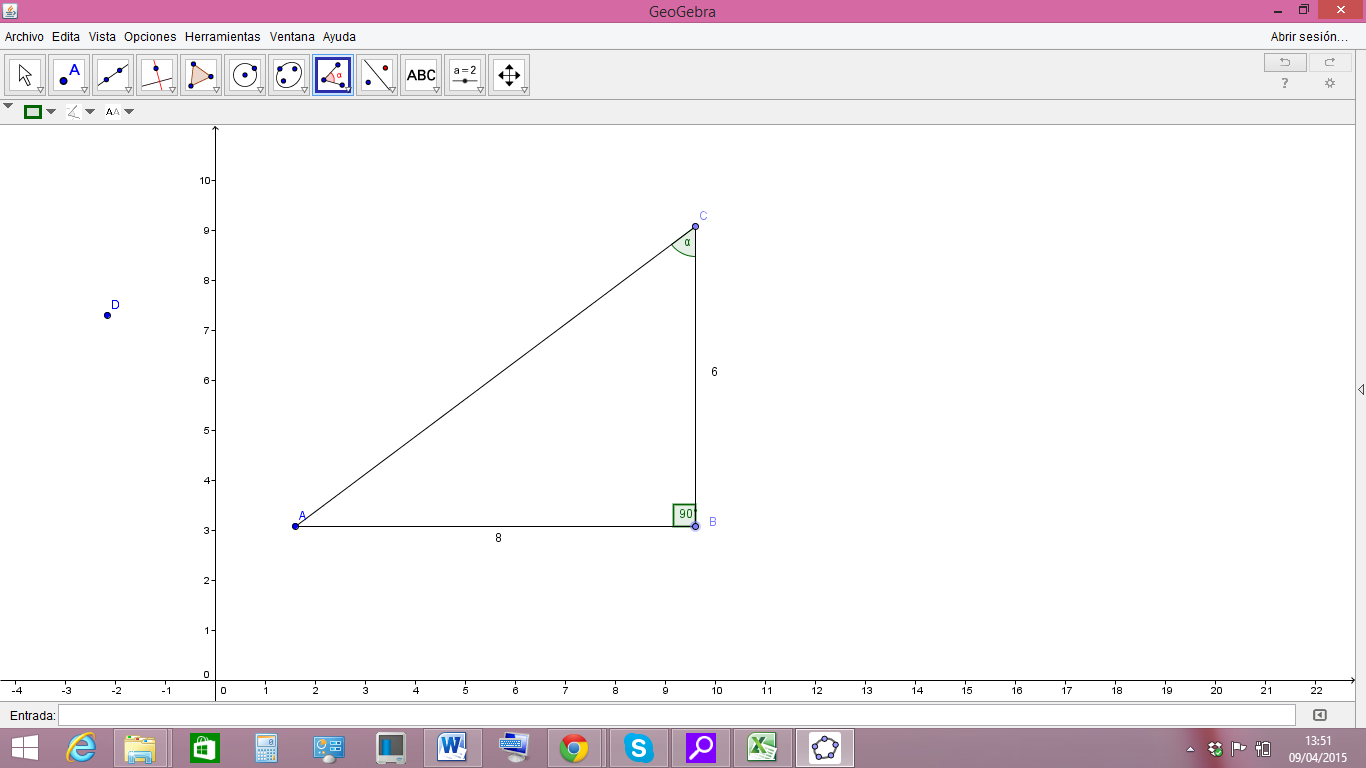 GeoGebra
Archivo Edita Vista Opciones Herramientas Ventana Ayuda
Abrir sesión...
A α ABC a=2
?
AA
10
9
8
7
6
5
4
3
2
1
0
D
C
α
6
A
90°
B
8
-4 -3 -2 -1 0 1 2 3 4 5 6 7 8 9 10 11 12 13 14 15 16 17 18 19 20 21 22
Entrada:
13:51
09/04/2015